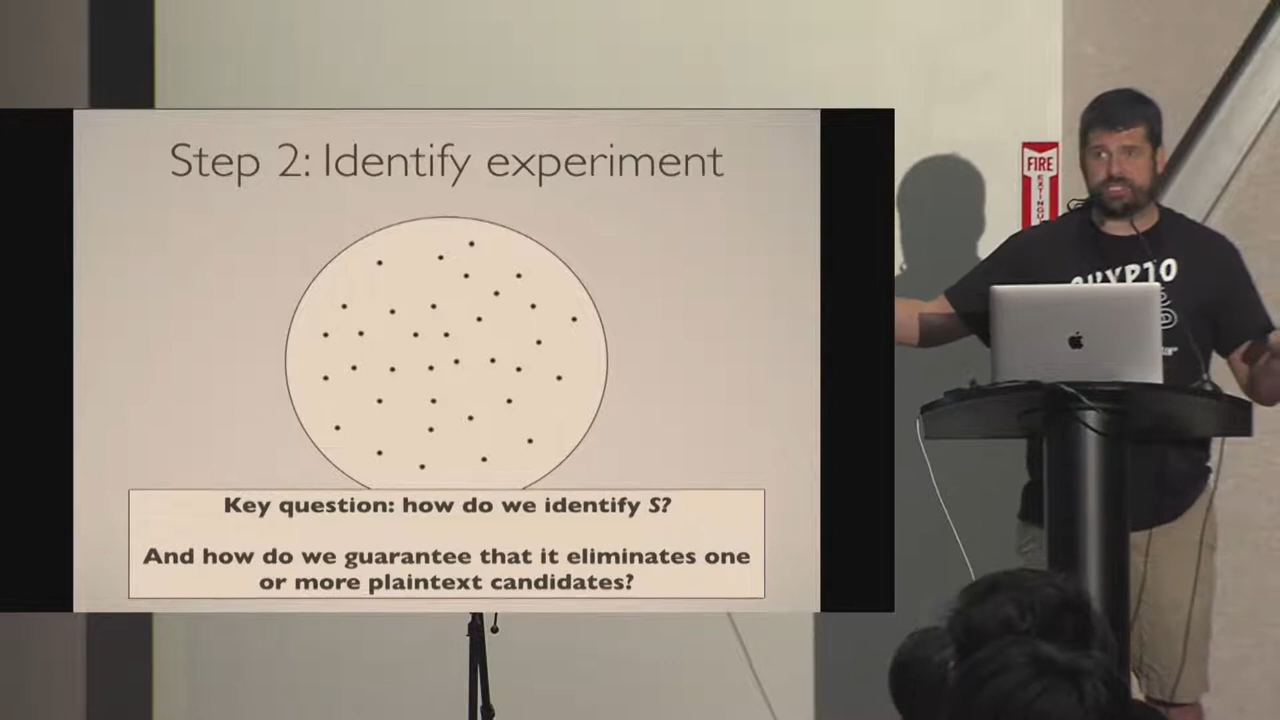 Step 2: Identify experiment
Key question: how do we identify S?
And how do we guarantee that it eliminates one
or more plaintext candidates?
FIRE
CRYPTO